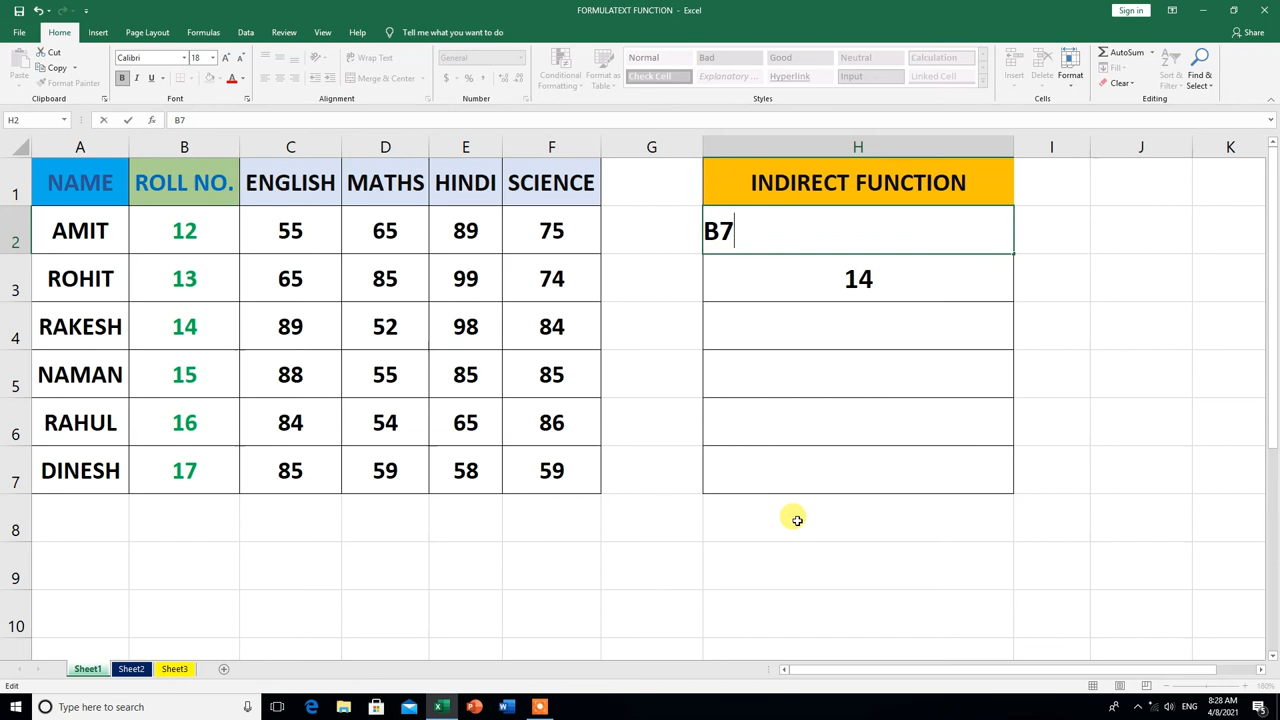 FORMULATEXT FUNCTION - Excel
Sign in
File Home Insert Page Layout Formulas Data Review View Help Tell me what you want to do Share
Paste Cut Copy Format Painter Clipboard
Calibri 18 B I U A Font
Wrap Text Merge & Center Alignment
General $ % , Number
Conditional Formatting Format as Table
Normal Bad Good Neutral Calculation
Check Cell Explanatory ... Hyperlink Input Linked Cell
Styles
Insert Delete Format Cells
AutoSum Fill Clear Sort & Filter Find & Select Editing
H2 fx B7
A B C D E F G H I J K
1 NAME ROLL NO. ENGLISH MATHS HINDI SCIENCE INDIRECT FUNCTION
2 AMIT 12 55 65 89 75 B7
3 ROHIT 13 65 85 99 74 14
4 RAKESH 14 89 52 98 84
5 NAMAN 15 88 55 85 85
6 RAHUL 16 84 54 65 86
7 DINESH 17 85 59 58 59
8
9
10
Sheet1 Sheet2 Sheet3
Edit 180%
Type here to search ENG 8:28 AM
4/8/2021